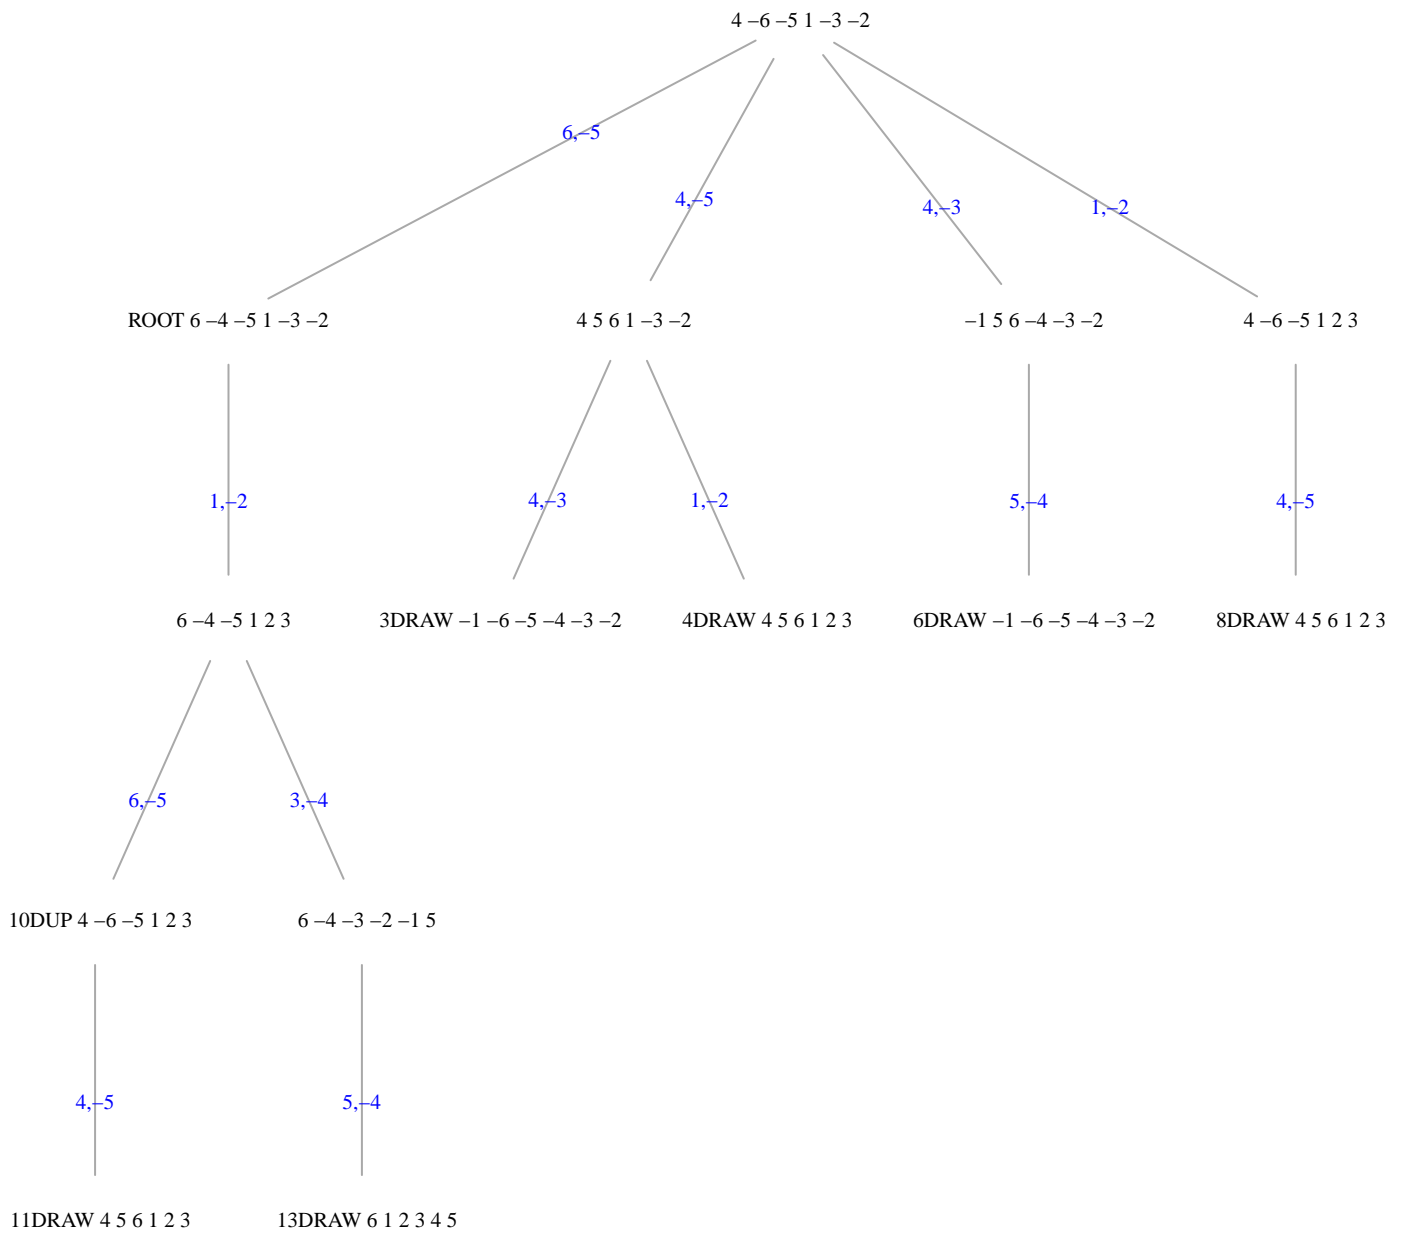 4 –6 –5 1 –3 –2
6,–5
4,–5
4,–3
1,–2
ROOT 6 –4 –5 1 –3 –2
4 5 6 1 –3 –2
–1 5 6 –4 –3 –2
4 –6 –5 1 2 3
1,–2
4,–3
1,–2
5,–4
4,–5
6 –4 –5 1 2 3
3DRAW –1 –6 –5 –4 –3 –2
4DRAW 4 5 6 1 2 3
6DRAW –1 –6 –5 –4 –3 –2
8DRAW 4 5 6 1 2 3
6,–5
3,–4
10DUP 4 –6 –5 1 2 3
6 –4 –3 –2 –1 5
4,–5
5,–4
11DRAW 4 5 6 1 2 3
13DRAW 6 1 2 3 4 5